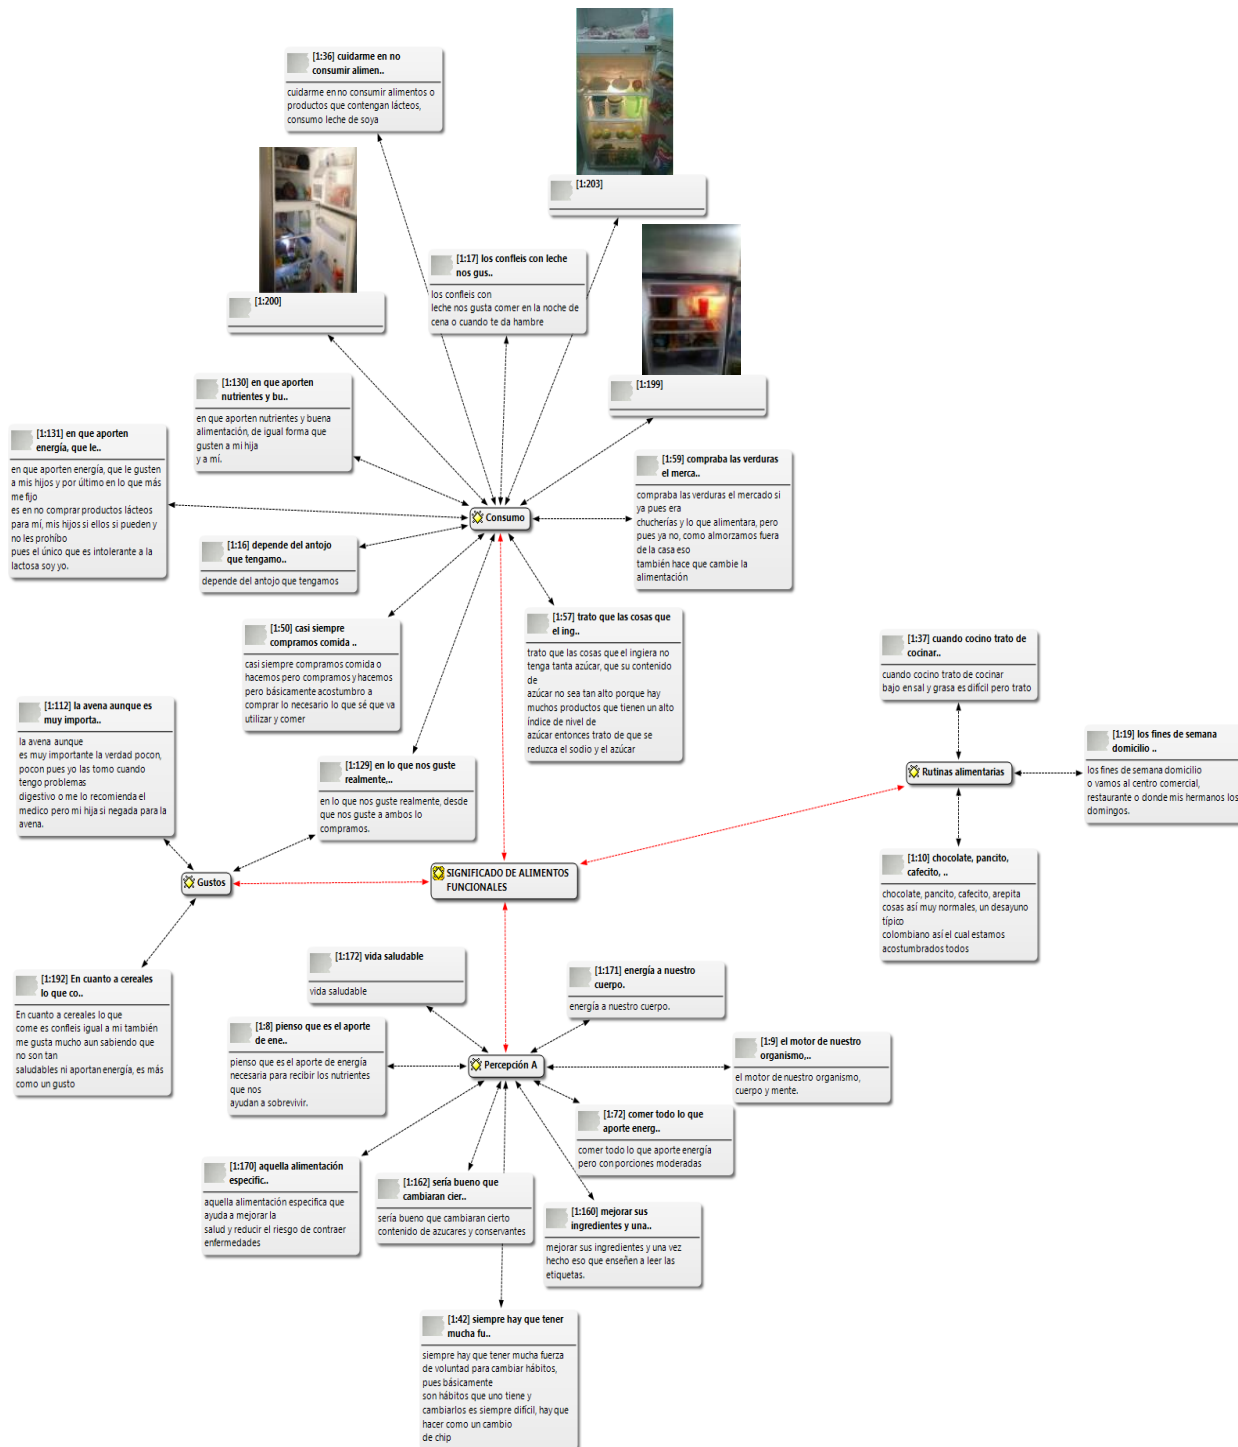 [1:36] cuidarme en no
consumir alimen..
cuidarme en no consumir alimentos o
productos que contengan lácteos,
consumo leche de soya
[1:203]
[1:17] los confleis con leche
nos gus..
los confleis con
leche nos gusta comer en la noche de
cena o cuando te da hambre
[1:200]
[1:199]
[1:130] en que aporten
nutrientes y bu..
en que aporten nutrientes y buena
alimentación, de igual forma que
gusten a mi hija
y a mí.
[1:131] en que aporten
energía, que le..
en que aporten energía, que le gusten
a mis hijos y por último en lo que más
me fijo
es en no comprar productos lácteos
para mí, mis hijos si ellos si pueden y
no les prohíbo
pues el único que es intolerante a la
lactosa soy yo.
[1:59] compraba las verduras
el merca..
compraba las verduras el mercado si
ya pues era
chucherías y lo que alimentara, pero
pues ya no, como almorzamos fuera
de la casa eso
también hace que cambie la
alimentación
Consumo
[1:16] depende del antojo
que tengamo..
depende del antojo que tengamos
[1:50] casi siempre
compramos comida ..
casi siempre compramos comida o
hacemos pero compramos y hacemos
pero básicamente acostumbro a
comprar lo necesario lo que sé que va
utilizar y comer
[1:57] trato que las cosas que
el ing..
trato que las cosas que el ingiera no
tenga tanta azúcar, que su contenido
de
azúcar no sea tan alto porque hay
muchos productos que tienen un alto
índice de nivel de
azúcar entonces trato de que se
reduzca el sodio y el azúcar
[1:37] cuando cocino trato de
cocinar..
cuando cocino trato de cocinar
bajo en sal y grasa es difícil pero trato
[1:112] la avena aunque es
muy importa..
la avena aunque
es muy importante la verdad pocon,
pocon pues yo las tomo cuando
tengo problemas
digestivo o me lo recomienda el
medico pero mi hija si negada para la
avena.
[1:129] en lo que nos guste
realmente,..
en lo que nos guste realmente, desde
que nos guste a ambos lo
compramos.
[1:19] los fines de semana
domicilio ..
los fines de semana domicilio
o vamos al centro comercial,
restaurante o donde mis hermanos los
domingos.
Rutinas alimentarias
[1:10] chocolate, pancito,
cafecito, ..
chocolate, pancito, cafecito, arepita
cosas así muy normales, un desayuno
típico
colombiano así el cual estamos
acostumbrados todos
Gustos
SIGNIFICADO DE ALIMENTOS
FUNCIONALES
[1:192] En cuanto a cereales
lo que co..
En cuanto a cereales lo que
come es confleis igual a mi también
me gusta mucho aun sabiendo que
no son tan
saludables ni aportan energía, es más
como un gusto
[1:172] vida saludable
vida saludable
[1:171] energía a nuestro
cuerpo.
energía a nuestro cuerpo.
[1:8] pienso que es el aporte
de ene..
pienso que es el aporte de energía
necesaria para recibir los nutrientes
que nos
ayudan a sobrevivir.
Percepción A
[1:9] el motor de nuestro
organismo,..
el motor de nuestro organismo,
cuerpo y mente.
[1:72] comer todo lo que
aporte energ..
comer todo lo que aporte energía
pero con porciones moderadas
[1:170] aquella alimentación
especific..
aquella alimentación especifica que
ayuda a mejorar la
salud y reducir el riesgo de contraer
enfermedades
[1:162] sería bueno que
cambiaran cier..
sería bueno que cambiaran cierto
contenido de azucares y conservantes
[1:160] mejorar sus
ingredientes y una..
mejorar sus ingredientes y una vez
hecho eso que enseñen a leer las
etiquetas.
[1:42] siempre hay que tener
mucha fu..
siempre hay que tener mucha fuerza
de voluntad para cambiar hábitos,
pues básicamente
son hábitos que uno tiene y
cambiarlos es siempre difícil, hay que
hacer como un cambio
de chip